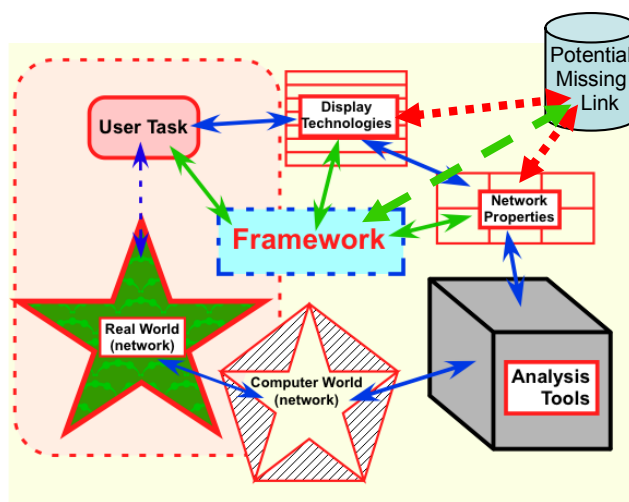 Potential
Missing
Link
User Task
Display
Technologies
Network
Properties
Framework
Real World
(network)
Computer World
(network)
Analysis
Tools